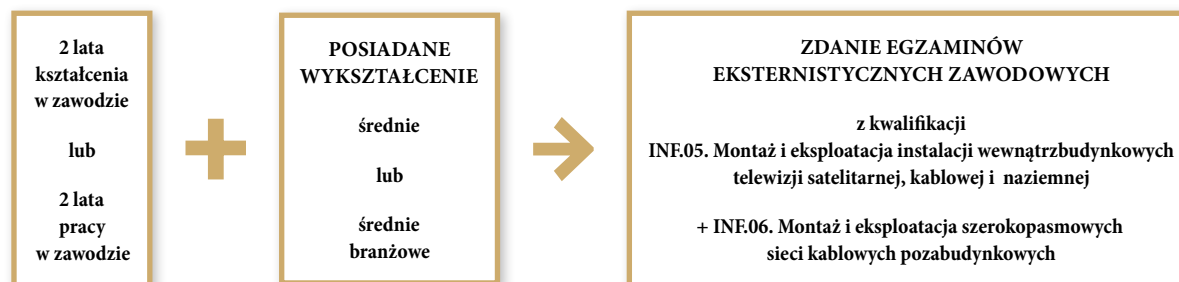 2 lata
kształcenia
w zawodzie
lub
2 lata
pracy
w zawodzie
POSIADANE
WYKSZTAŁCENIE
średnie
lub
średnie
branżowe
ZDANIE EGZAMINÓW
EKSTERNISTYCZNYCH ZAWODOWYCH
z kwalifikacji
INF.05. Montaż i eksploatacja instalacji wewnątrzbudynkowych
telewizji satelitarnej, kablowej i naziemnej
+ INF.06. Montaż i eksploatacja szerokopasmowych
sieci kablowych pozabudynkowych